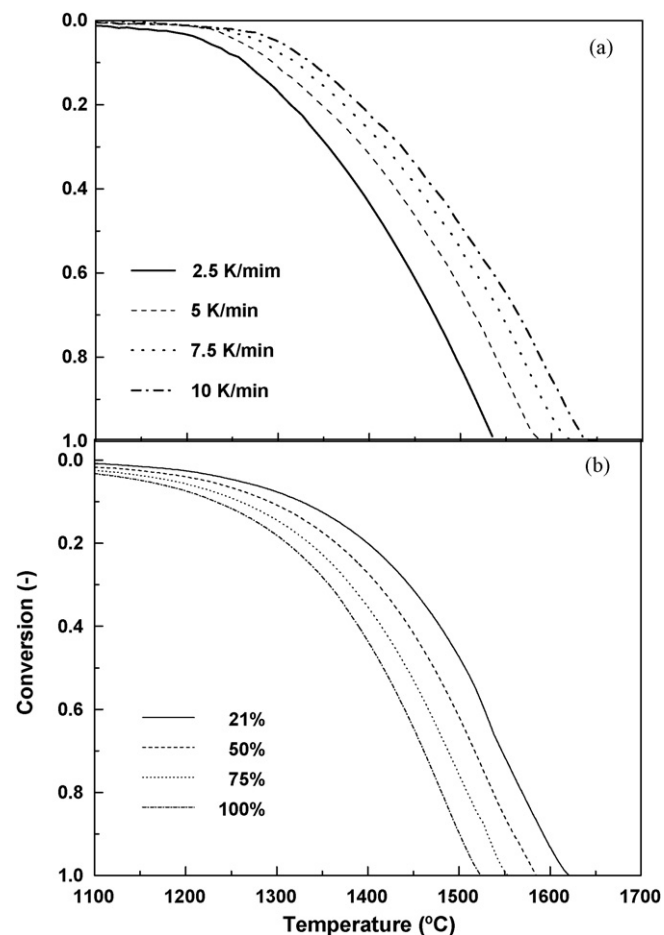 0.0
(a)
0.2
0.4
0.6
2.5 K/mim
5 K/min
0.8
7.5 K/min
10 K/min
1.0
0.0
(b)
0.2
Conversion (-)
0.4
0.6
21%
50%
0.8
75%
100%
1.0
1100 1200 1300 1400 1500 1600 1700
Temperature (ºC)